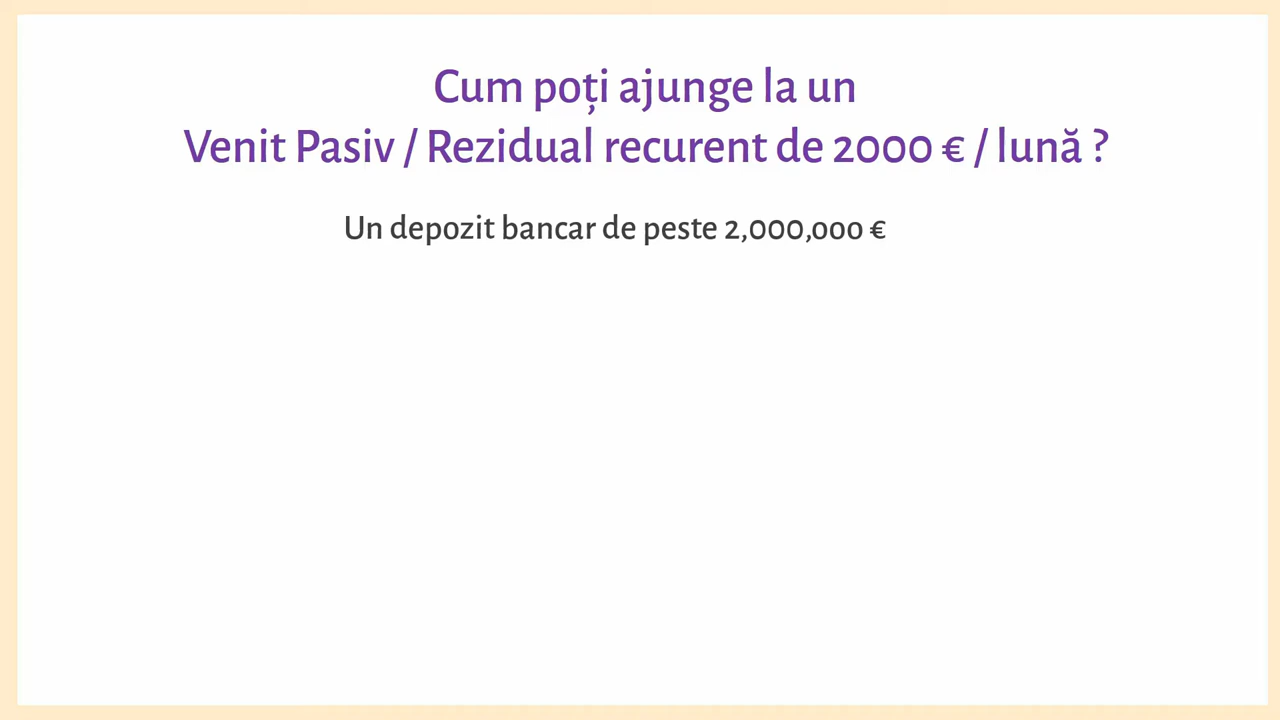 Cum poți ajunge la un
Venit Pasiv / Rezidual recurent de 2000 € / lună ?
Un depozit bancar de peste 2,000,000 €